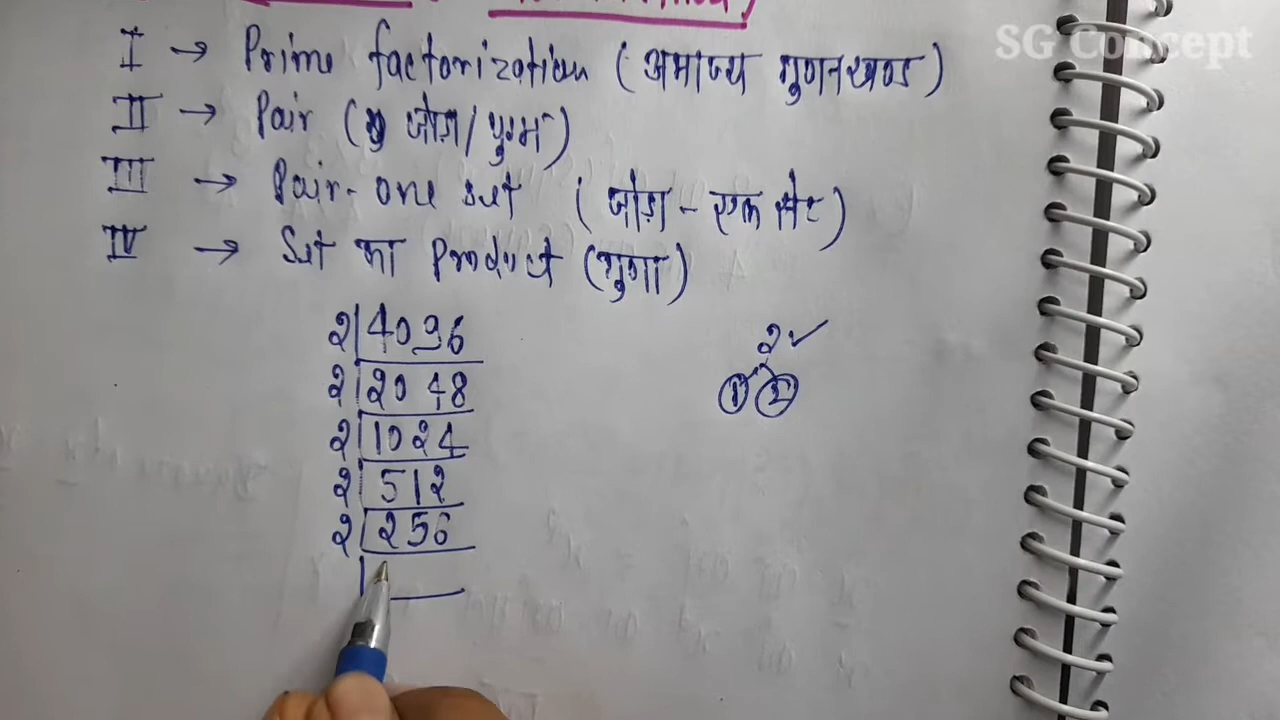 SG Concept
I → Prime factorization (अभाज्य गुणनखण्ड)
II → Pair (जोड़ा/युग्म)
III → Pair-one set (जोड़ा - एक सेट)
IV → Set का Product (गुणा)
2 4096
2 2048
2 1024
2 512
2 256
2 ✓
1 2